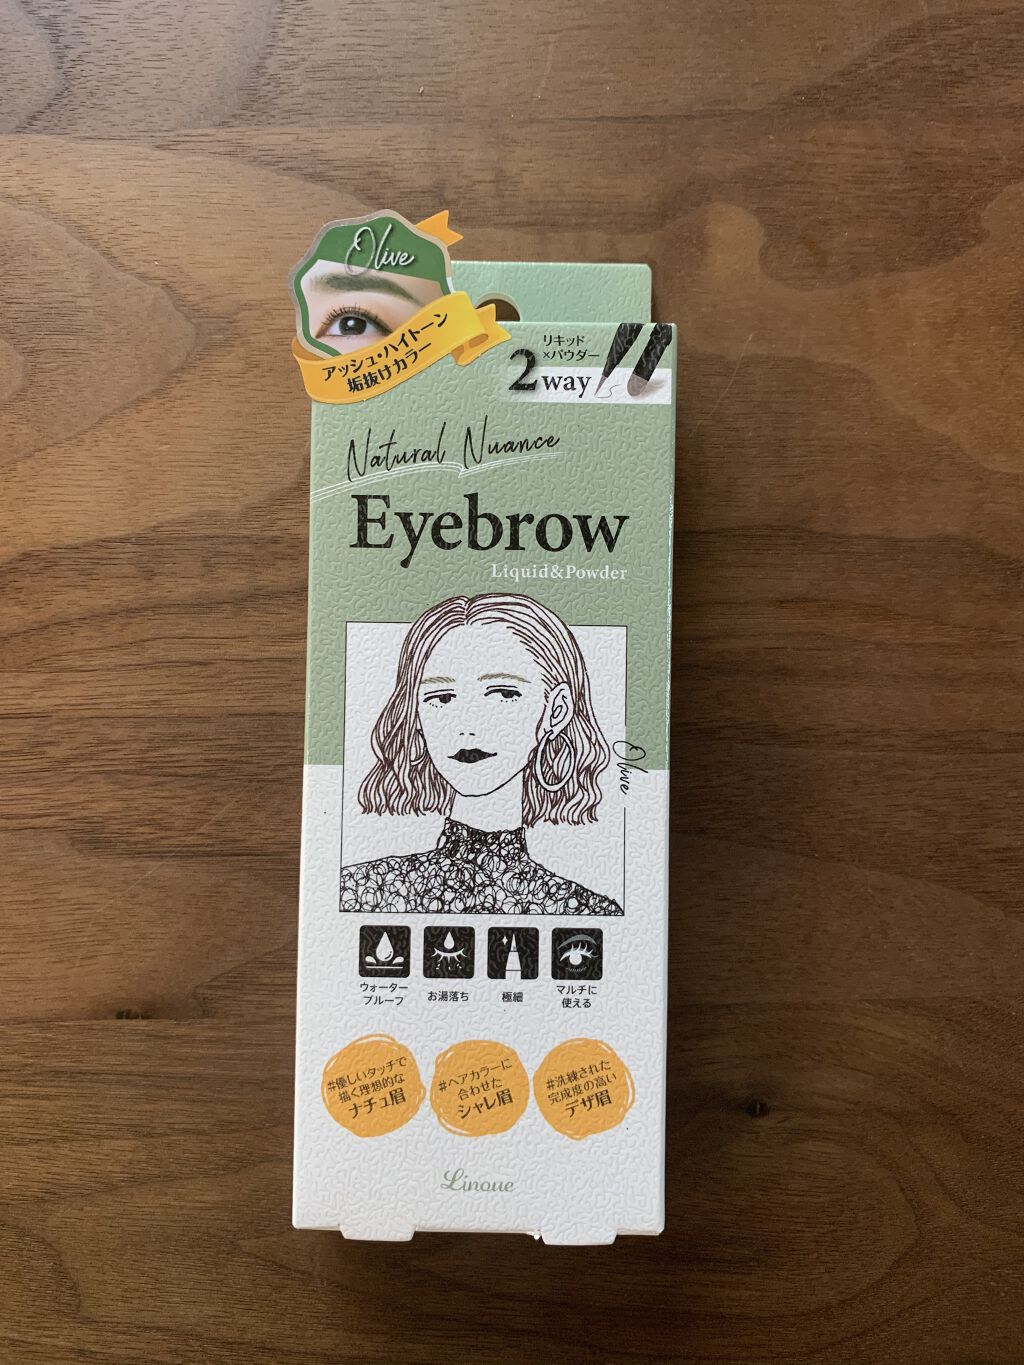 Olive
アッシュ・ハイトーン
垢抜けカラー
リキッド
×パウダー
2way
Natural Nuance
Eyebrow
Liquid&Powder
Olive
ウォーター
プルーフ
お湯落ち
極細
マルチに
使える
#優しいタッチで
描く理想的な
ナチュ眉
#ヘアカラーに
合わせた
シャレ眉
#洗練された
完成度の高い
デザ眉
Linoue